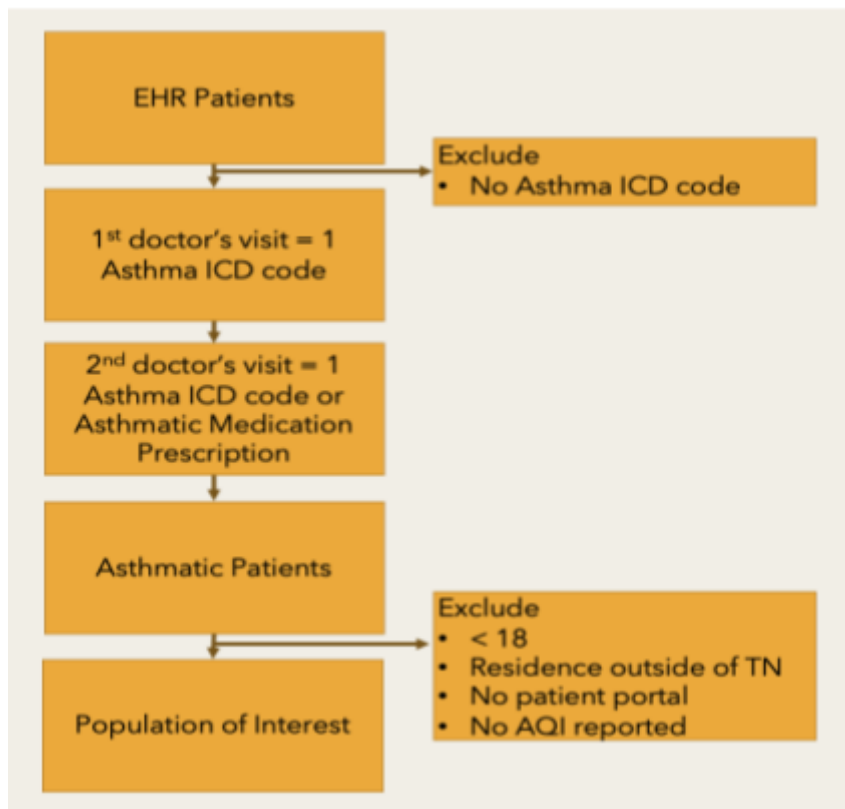 EHR Patients
Exclude
• No Asthma ICD code
1st doctor's visit = 1
Asthma ICD code
2nd doctor's visit = 1
Asthma ICD code or
Asthmatic Medication
Prescription
Asthmatic Patients
Exclude
• < 18
• Residence outside of TN
• No patient portal
• No AQI reported
Population of Interest